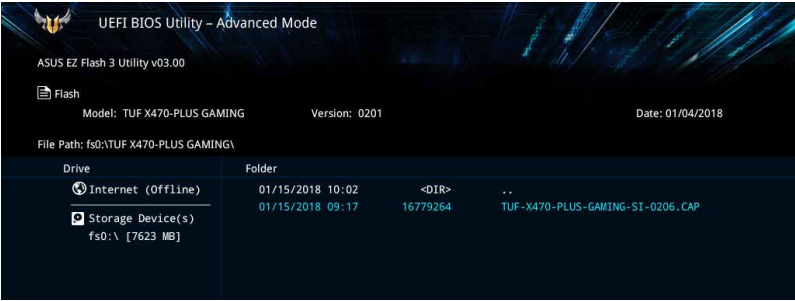 UEFI BIOS Utility – Advanced Mode
ASUS EZ Flash 3 Utility v03.00
Flash
Model: TUF X470-PLUS GAMING Version: 0201 Date: 01/04/2018
File Path: fs0:\TUF X470-PLUS GAMING\
Drive Folder
Internet (Offline) 01/15/2018 10:02 <DIR> ..
01/15/2018 09:17 16779264 TUF-X470-PLUS-GAMING-SI-0206.CAP
Storage Device(s)
fs0:\ [7623 MB]